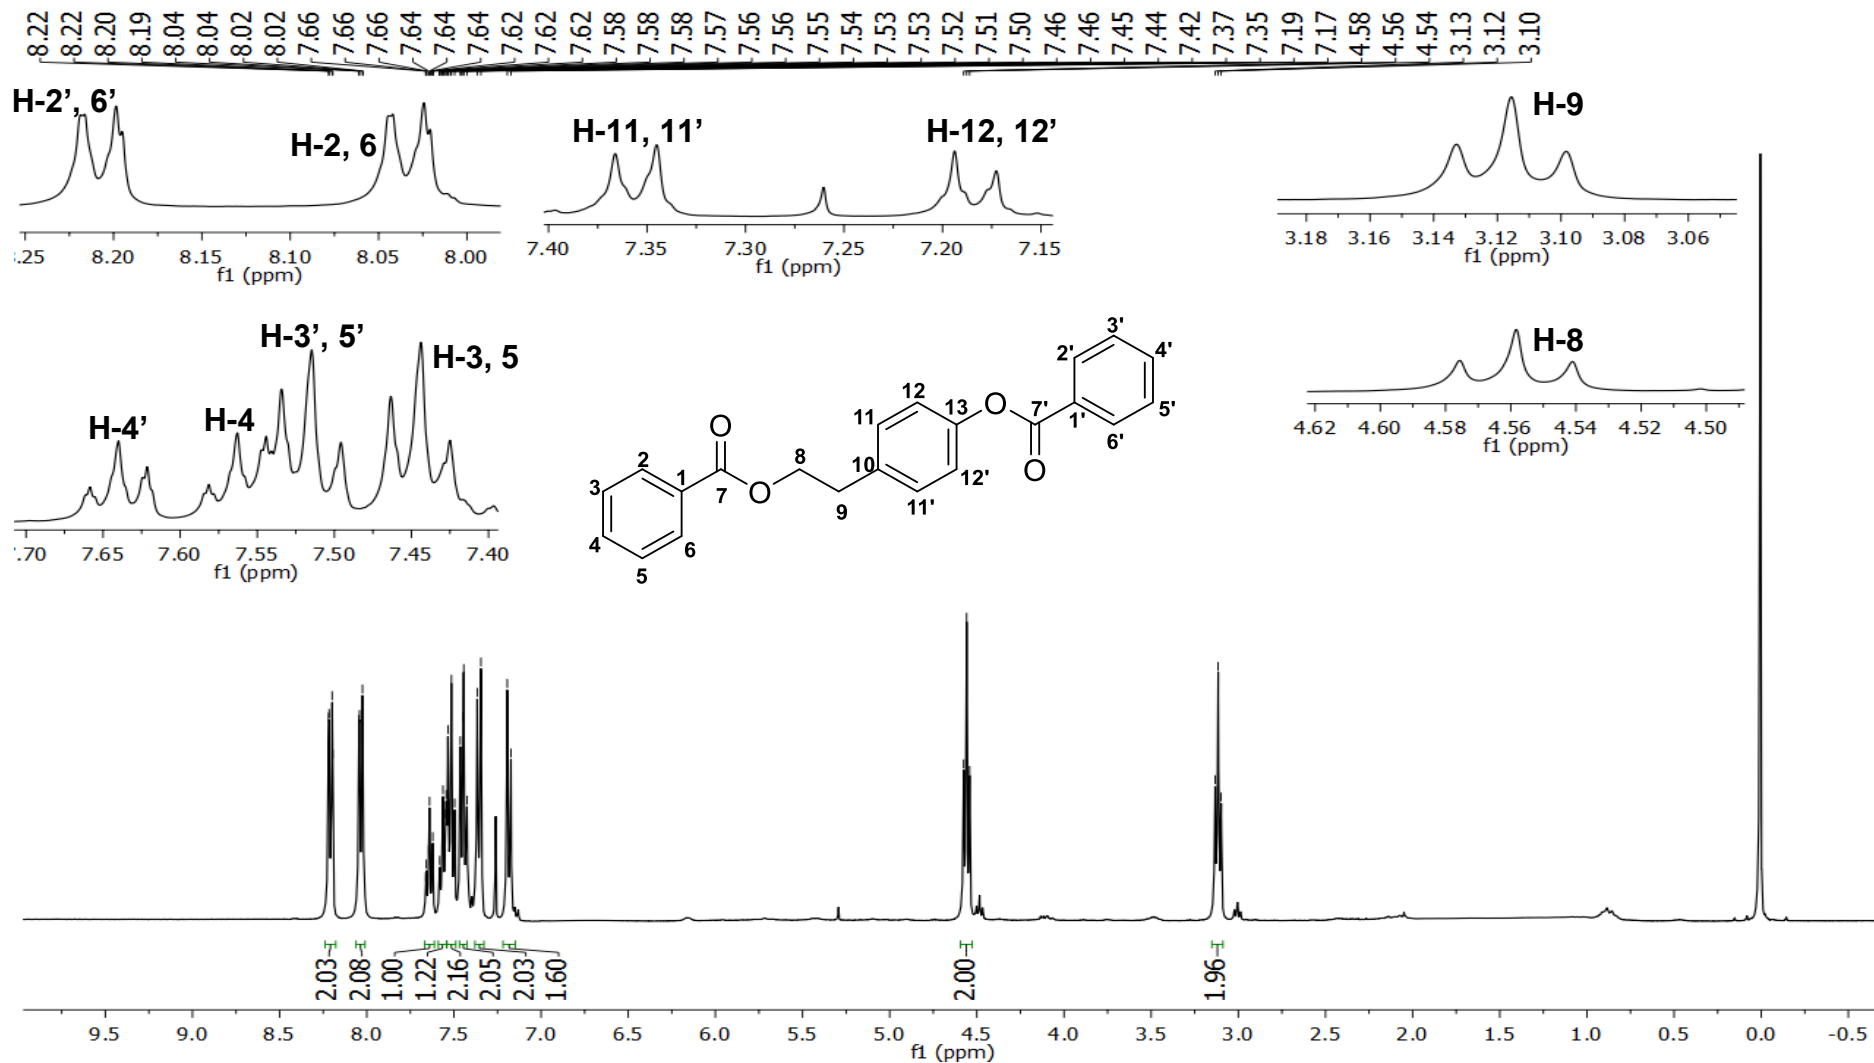 8.22 8.22 8.20 8.19 8.04 8.04 8.02 8.02 7.66 7.66 7.66 7.64 7.64 7.64 7.62 7.62 7.62 7.58 7.58 7.58 7.57 7.56 7.56 7.55 7.54 7.53 7.53 7.52 7.51 7.50 7.46 7.46 7.45 7.44 7.42 7.37 7.35 7.19 7.17 4.58 4.56 4.54 3.13 3.12 3.10
H-2’, 6’
H-2, 6
.25 8.20 8.15 8.10 8.05 8.00
f1 (ppm)
H-11, 11’
H-12, 12’
7.40 7.35 7.30 7.25 7.20 7.15
f1 (ppm)
H-9
3.18 3.16 3.14 3.12 3.10 3.08 3.06
f1 (ppm)
H-4’
H-4
H-3’, 5’
H-3, 5
.70 7.65 7.60 7.55 7.50 7.45 7.40
f1 (ppm)
H-8
4.62 4.60 4.58 4.56 4.54 4.52 4.50
f1 (ppm)
3'
2' 4'
12 O 7' 5'
11 13 1'
O 8 6'
2 10 12' O
3 1 7 O 11'
9
4 6
5
2.03 2.08 1.00 1.22 2.16 2.05 2.03 1.60 2.00 1.96
9.5 9.0 8.5 8.0 7.5 7.0 6.5 6.0 5.5 5.0 4.5 4.0 3.5 3.0 2.5 2.0 1.5 1.0 0.5 0.0 -0.5
f1 (ppm)